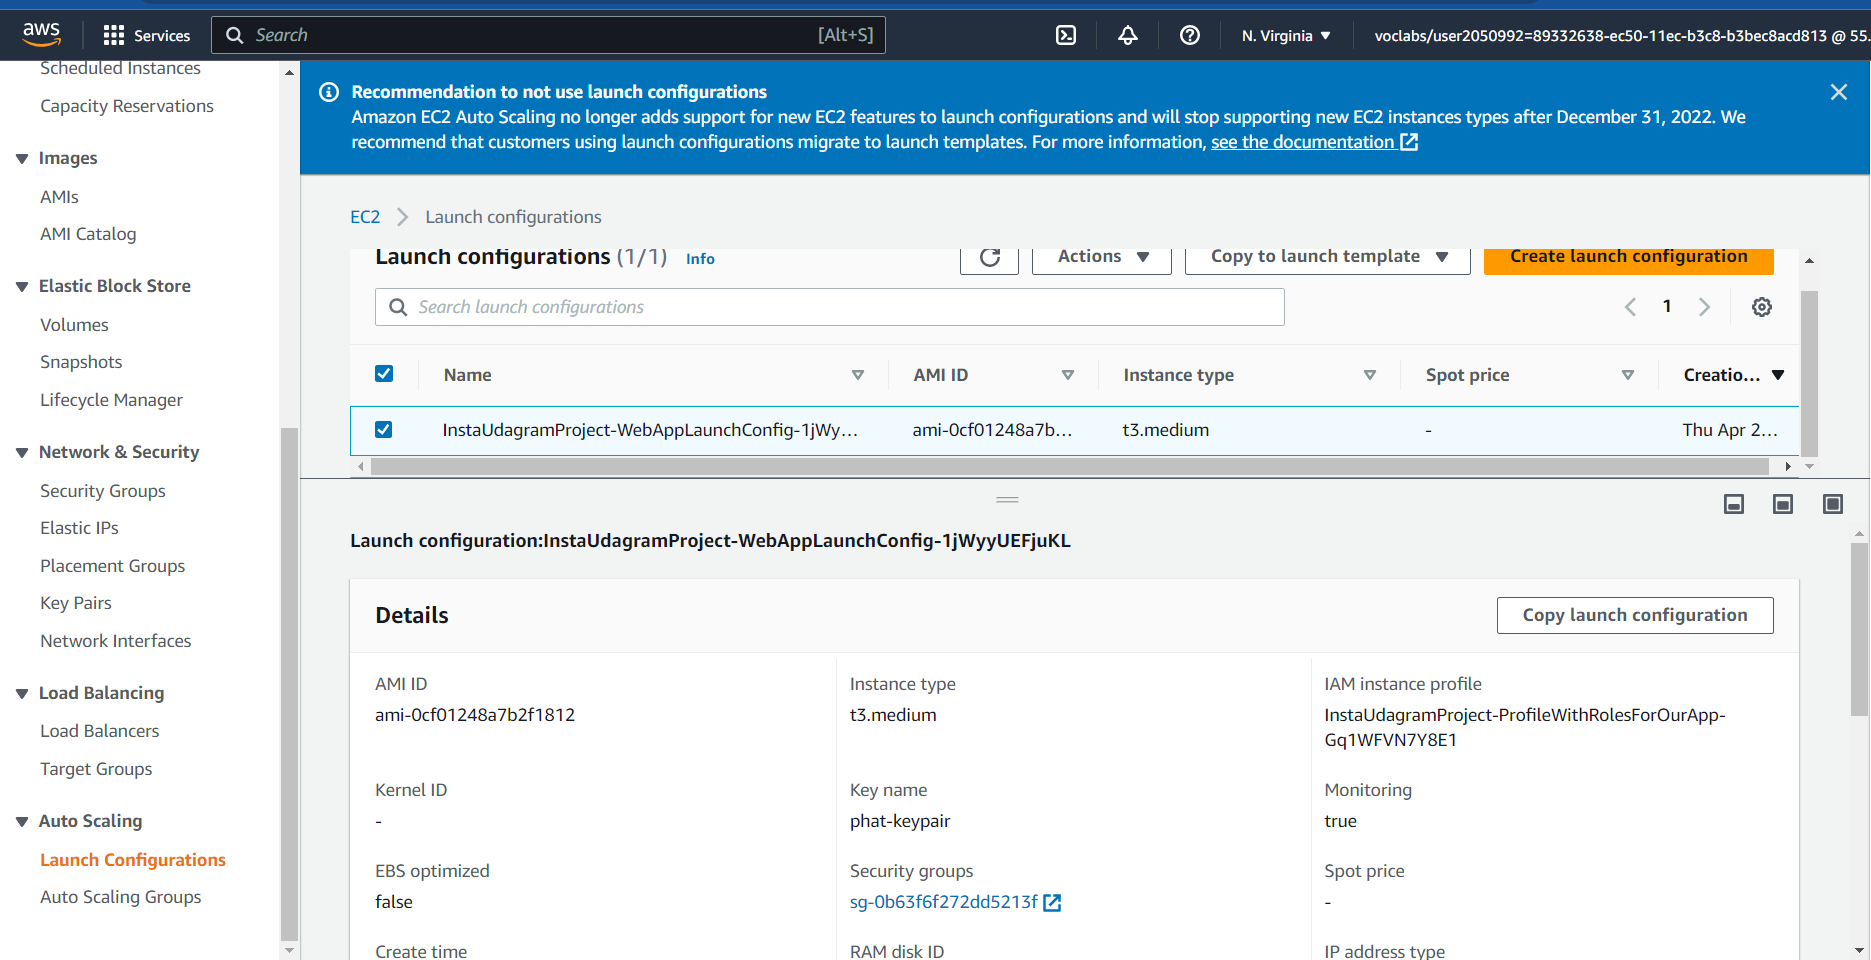 aws
Services
Search
[Alt+S]
N. Virginia
voclabs/user2050992=89332638-ec50-11ec-b3c8-b3bec8acd813 @ 55.
Scheduled Instances
Capacity Reservations
Images
AMIs
AMI Catalog
Elastic Block Store
Volumes
Snapshots
Lifecycle Manager
Network & Security
Security Groups
Elastic IPs
Placement Groups
Key Pairs
Network Interfaces
Load Balancing
Load Balancers
Target Groups
Auto Scaling
Launch Configurations
Auto Scaling Groups
Recommendation to not use launch configurations
Amazon EC2 Auto Scaling no longer adds support for new EC2 features to launch configurations and will stop supporting new EC2 instances types after December 31, 2022. We
recommend that customers using launch configurations migrate to launch templates. For more information, see the documentation
EC2 Launch configurations
Launch configurations (1/1) Info
Actions
Copy to launch template
Create launch configuration
Search launch configurations
1
Name AMI ID Instance type Spot price Creatio...
InstaUdagramProject-WebAppLaunchConfig-1jWy... ami-0cf01248a7b... t3.medium - Thu Apr 2...
Launch configuration:InstaUdagramProject-WebAppLaunchConfig-1jWyyUEFjuKL
Details
Copy launch configuration
AMI ID
ami-0cf01248a7b2f1812
Instance type
t3.medium
IAM instance profile
InstaUdagramProject-ProfileWithRolesForOurApp-
Gq1WFVN7Y8E1
Kernel ID
-
Key name
phat-keypair
Monitoring
true
EBS optimized
false
Security groups
sg-0b63f6f272dd5213f
Spot price
-
Create time
RAM disk ID
IP address type